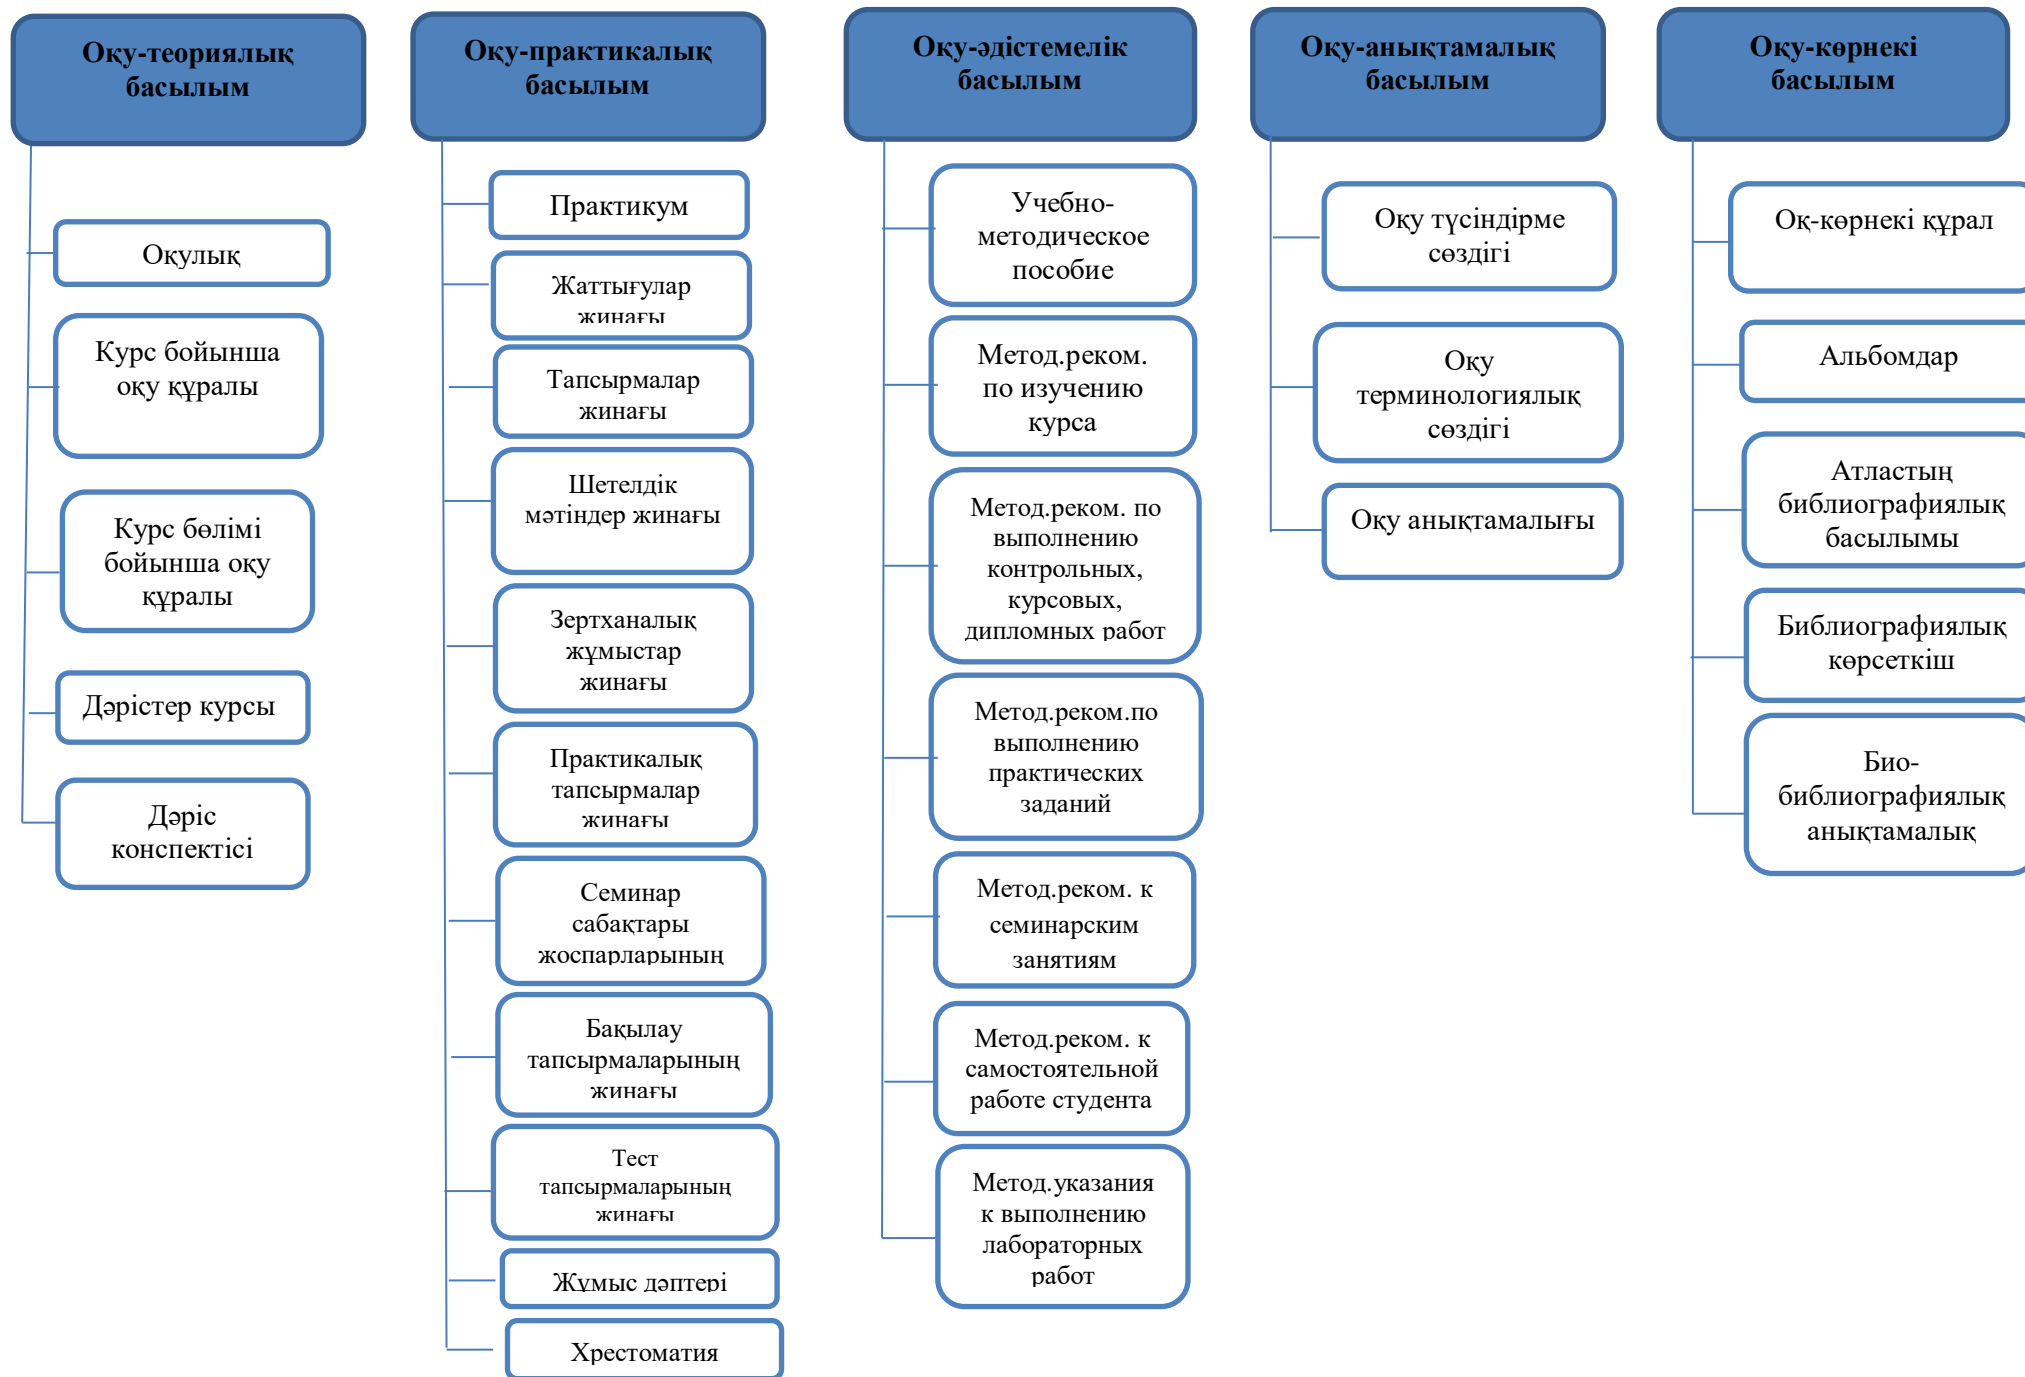 Оқу-теориялық
басылым
Оқулық
Курс бойынша
оқу құралы
Курс бөлімі
бойынша оқу
құралы
Дәрістер курсы
Дәріс
конспектісі
Оқу-практикалық
басылым
Практикум
Жаттығулар
жинағы
Тапсырмалар
жинағы
Шетелдік
мәтіндер жинағы
Зертханалық
жұмыстар
жинағы
Практикалық
тапсырмалар
жинағы
Семинар
сабақтары
жоспарларының
Бақылау
тапсырмаларының
жинағы
Тест
тапсырмаларының
жинағы
Жұмыс дәптері
Хрестоматия
Оқу-әдістемелік
басылым
Учебно-
методическое
пособие
Метод.реком.
по изучению
курса
Метод.реком. по
выполнению
контрольных,
курсовых,
дипломных работ
Метод.реком.по
выполнению
практических
заданий
Метод.реком. к
семинарским
занятиям
Метод.реком. к
самостоятельной
работе студента
Метод.указания
к выполнению
лабораторных
работ
Оқу-анықтамалық
басылым
Оқу түсіндірме
сөздігі
Оқу
терминологиялық
сөздігі
Оқу анықтамалығы
Оқу-көрнекі
басылым
Оқ-көрнекі құрал
Альбомдар
Атластың
библиографиялық
басылымы
Библиографиялық
көрсеткіш
Био-
библиографиялық
анықтамалық